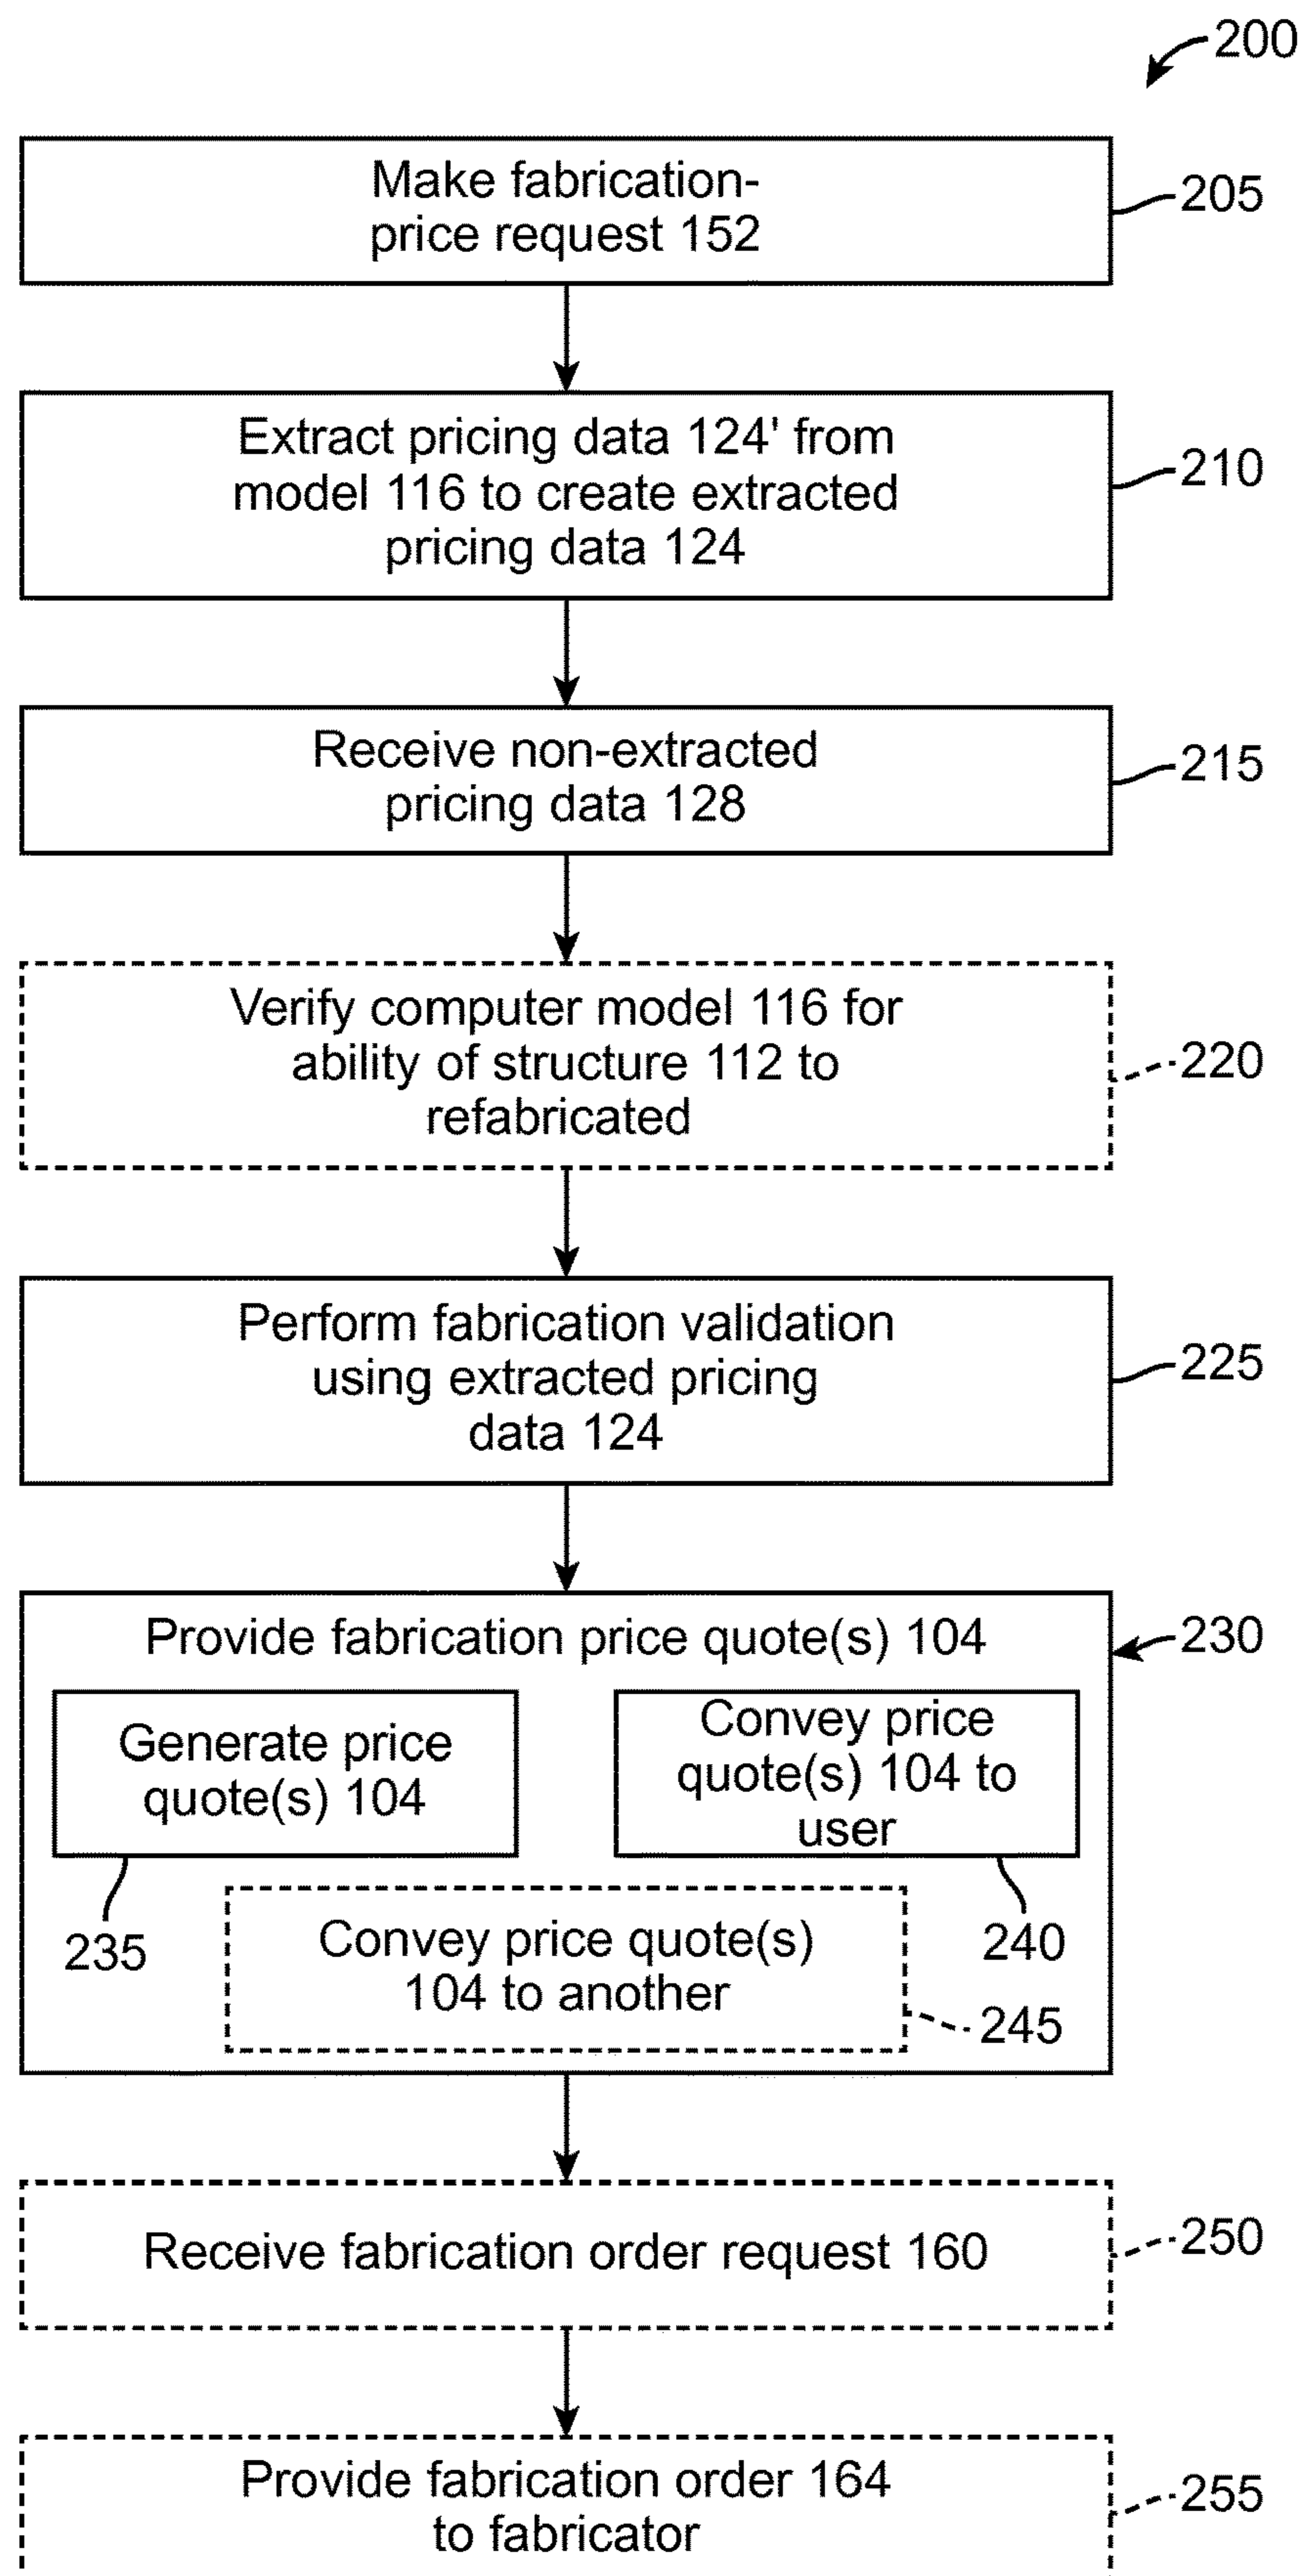 200
Make fabrication-
price request 152
205
Extract pricing data 124' from
model 116 to create extracted
pricing data 124
210
Receive non-extracted
pricing data 128
215
Verify computer model 116 for
ability of structure 112 to
refabricated
220
Perform fabrication validation
using extracted pricing
data 124
225
Provide fabrication price quote(s) 104
230
Generate price
quote(s) 104
235
Convey price
quote(s) 104 to
user
240
Convey price quote(s)
104 to another
245
Receive fabrication order request 160
250
Provide fabrication order 164
to fabricator
255